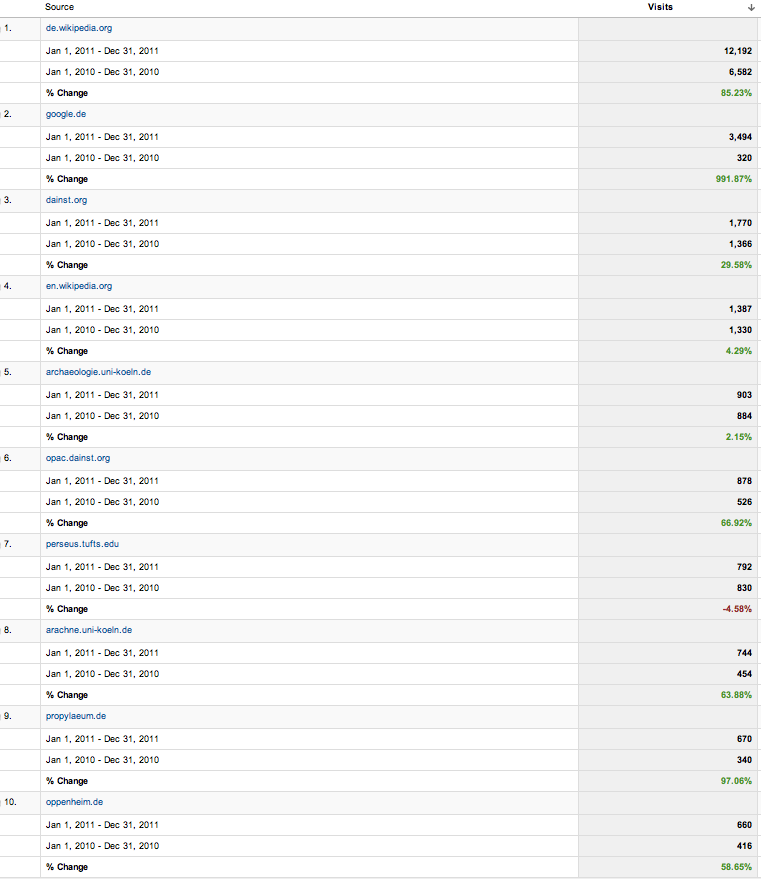 Source Visits ↓
1. de.wikipedia.org
Jan 1, 2011 - Dec 31, 2011 12,192
Jan 1, 2010 - Dec 31, 2010 6,582
% Change 85.23%
2. google.de
Jan 1, 2011 - Dec 31, 2011 3,494
Jan 1, 2010 - Dec 31, 2010 320
% Change 991.87%
3. dainst.org
Jan 1, 2011 - Dec 31, 2011 1,770
Jan 1, 2010 - Dec 31, 2010 1,366
% Change 29.58%
4. en.wikipedia.org
Jan 1, 2011 - Dec 31, 2011 1,387
Jan 1, 2010 - Dec 31, 2010 1,330
% Change 4.29%
5. archaeologie.uni-koeln.de
Jan 1, 2011 - Dec 31, 2011 903
Jan 1, 2010 - Dec 31, 2010 884
% Change 2.15%
6. opac.dainst.org
Jan 1, 2011 - Dec 31, 2011 878
Jan 1, 2010 - Dec 31, 2010 526
% Change 66.92%
7. perseus.tufts.edu
Jan 1, 2011 - Dec 31, 2011 792
Jan 1, 2010 - Dec 31, 2010 830
% Change -4.58%
8. arachne.uni-koeln.de
Jan 1, 2011 - Dec 31, 2011 744
Jan 1, 2010 - Dec 31, 2010 454
% Change 63.88%
9. propylaeum.de
Jan 1, 2011 - Dec 31, 2011 670
Jan 1, 2010 - Dec 31, 2010 340
% Change 97.06%
10. oppenheim.de
Jan 1, 2011 - Dec 31, 2011 660
Jan 1, 2010 - Dec 31, 2010 416
% Change 58.65%